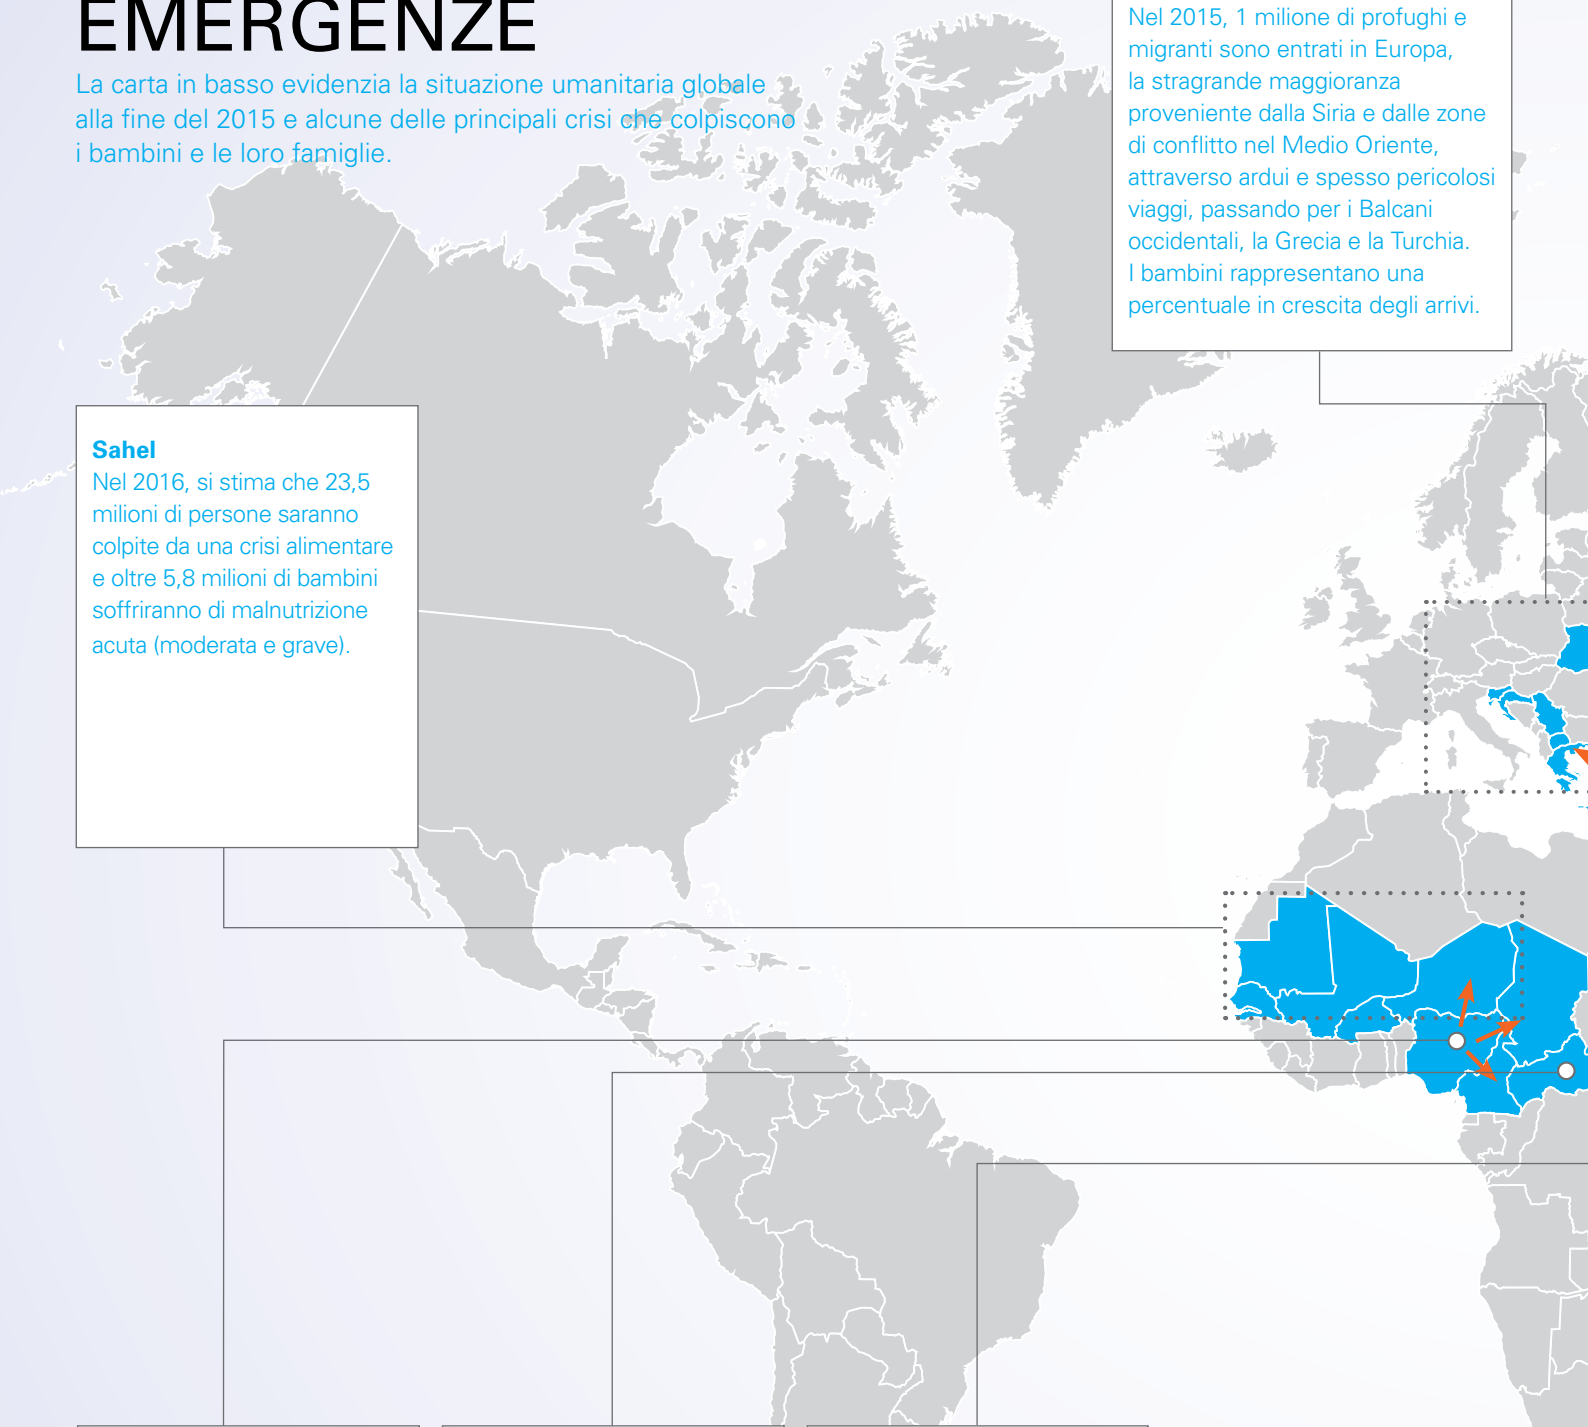 EMERGENZE
La carta in basso evidenzia la situazione umanitaria globale
alla fine del 2015 e alcune delle principali crisi che colpiscono
i bambini e le loro famiglie.
Nel 2015, 1 milione di profughi e
migranti sono entrati in Europa,
la stragrande maggioranza
proveniente dalla Siria e dalle zone
di conflitto nel Medio Oriente,
attraverso ardui e spesso pericolosi
viaggi, passando per i Balcani
occidentali, la Grecia e la Turchia.
I bambini rappresentano una
percentuale in crescita degli arrivi.
Sahel
Nel 2016, si stima che 23,5
milioni di persone saranno
colpite da una crisi alimentare
e oltre 5,8 milioni di bambini
soffriranno di malnutrizione
acuta (moderata e grave).